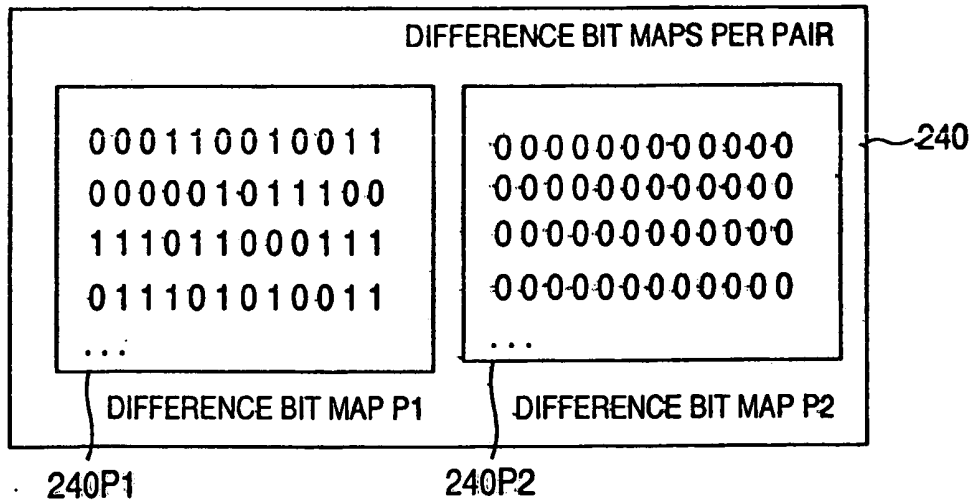 DIFFERENCE BIT MAPS PER PAIR
000110010011
000001011100
111011000111
011101010011
...
DIFFERENCE BIT MAP P1
000000000000
000000000000
000000000000
000000000000
...
DIFFERENCE BIT MAP P2
240
240P1
240P2